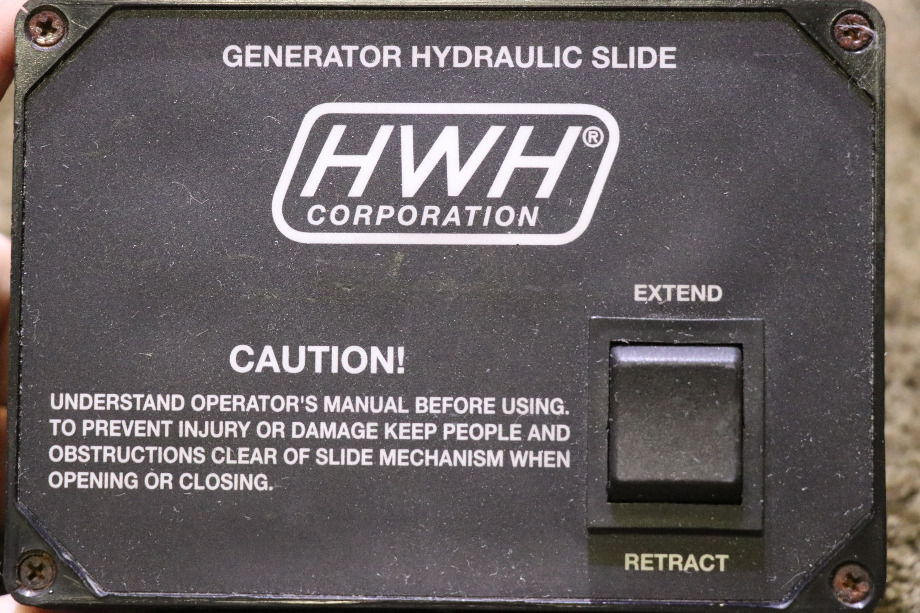 GENERATOR HYDRAULIC SLIDE
HWH®
CORPORATION
EXTEND
CAUTION!
UNDERSTAND OPERATOR'S MANUAL BEFORE USING.
TO PREVENT INJURY OR DAMAGE KEEP PEOPLE AND
OBSTRUCTIONS CLEAR OF SLIDE MECHANISM WHEN
OPENING OR CLOSING.
RETRACT